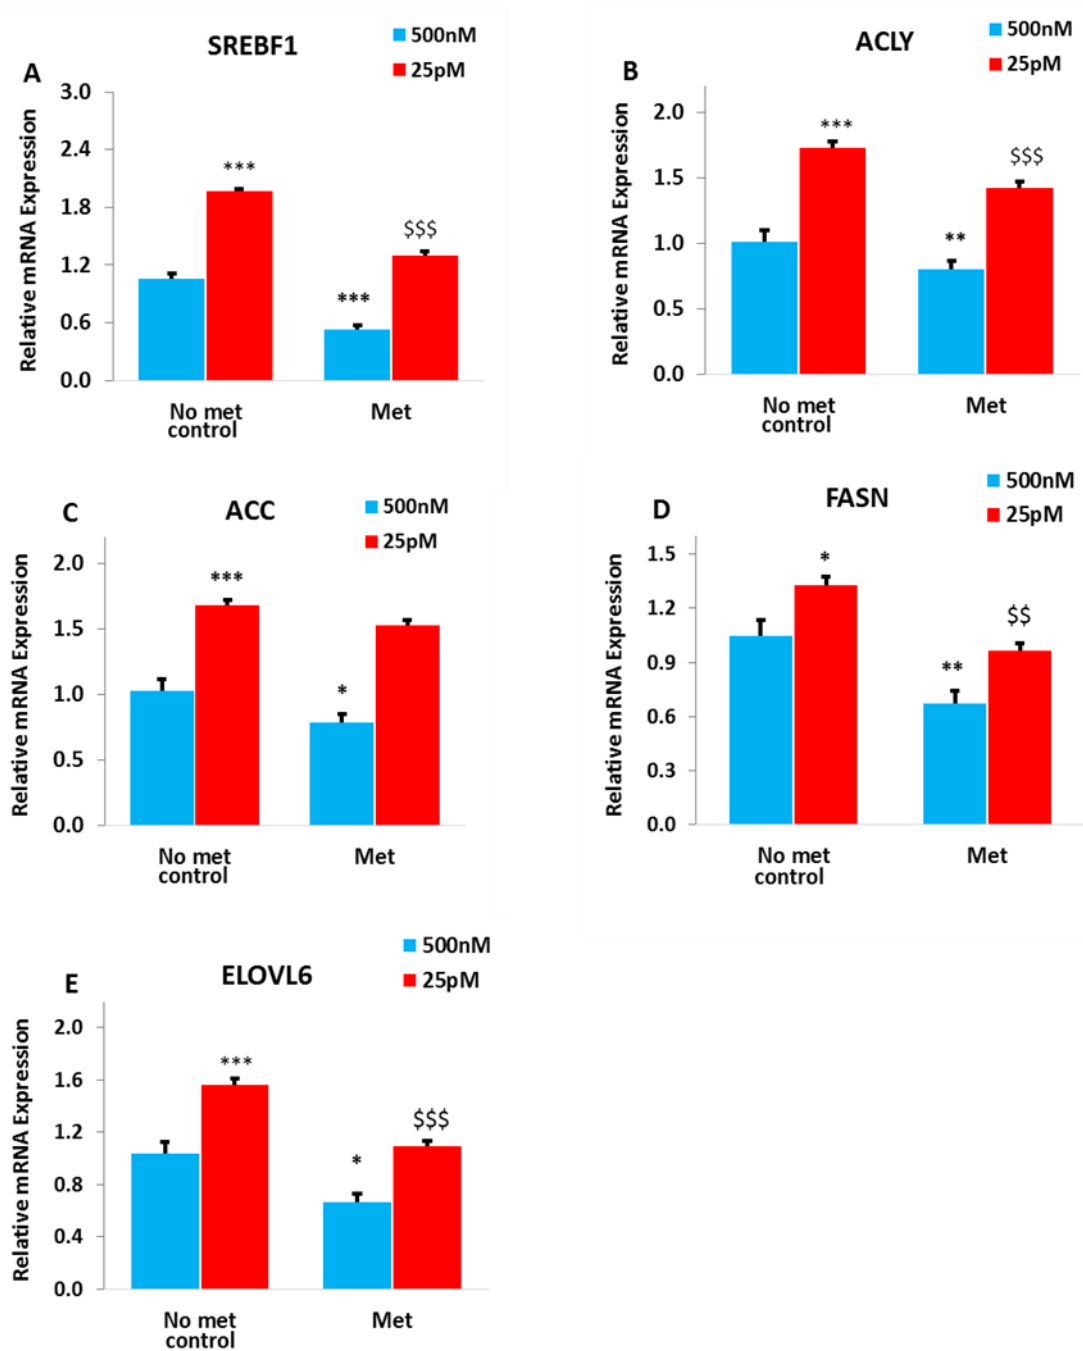 A
SREBF1
500nM
25pM
Relative mRNA Expression
3.0
2.4
1.8
1.2
0.6
0.0
***
***
$$$
No met
control
Met
B
ACLY
500nM
25pM
Relative mRNA Expression
2.0
1.5
1.0
0.5
0.0
***
**
$$$
No met
control
Met
C
ACC
500nM
25pM
Relative mRNA Expression
2.0
1.5
1.0
0.5
0.0
***
*
No met
control
Met
D
FASN
500nM
25pM
Relative mRNA Expression
1.5
1.2
0.9
0.6
0.3
0.0
*
**
$$
No met
control
Met
E
ELOVL6
500nM
25pM
Relative mRNA Expression
2.0
1.6
1.2
0.8
0.4
0.0
***
*
$$$
No met
control
Met